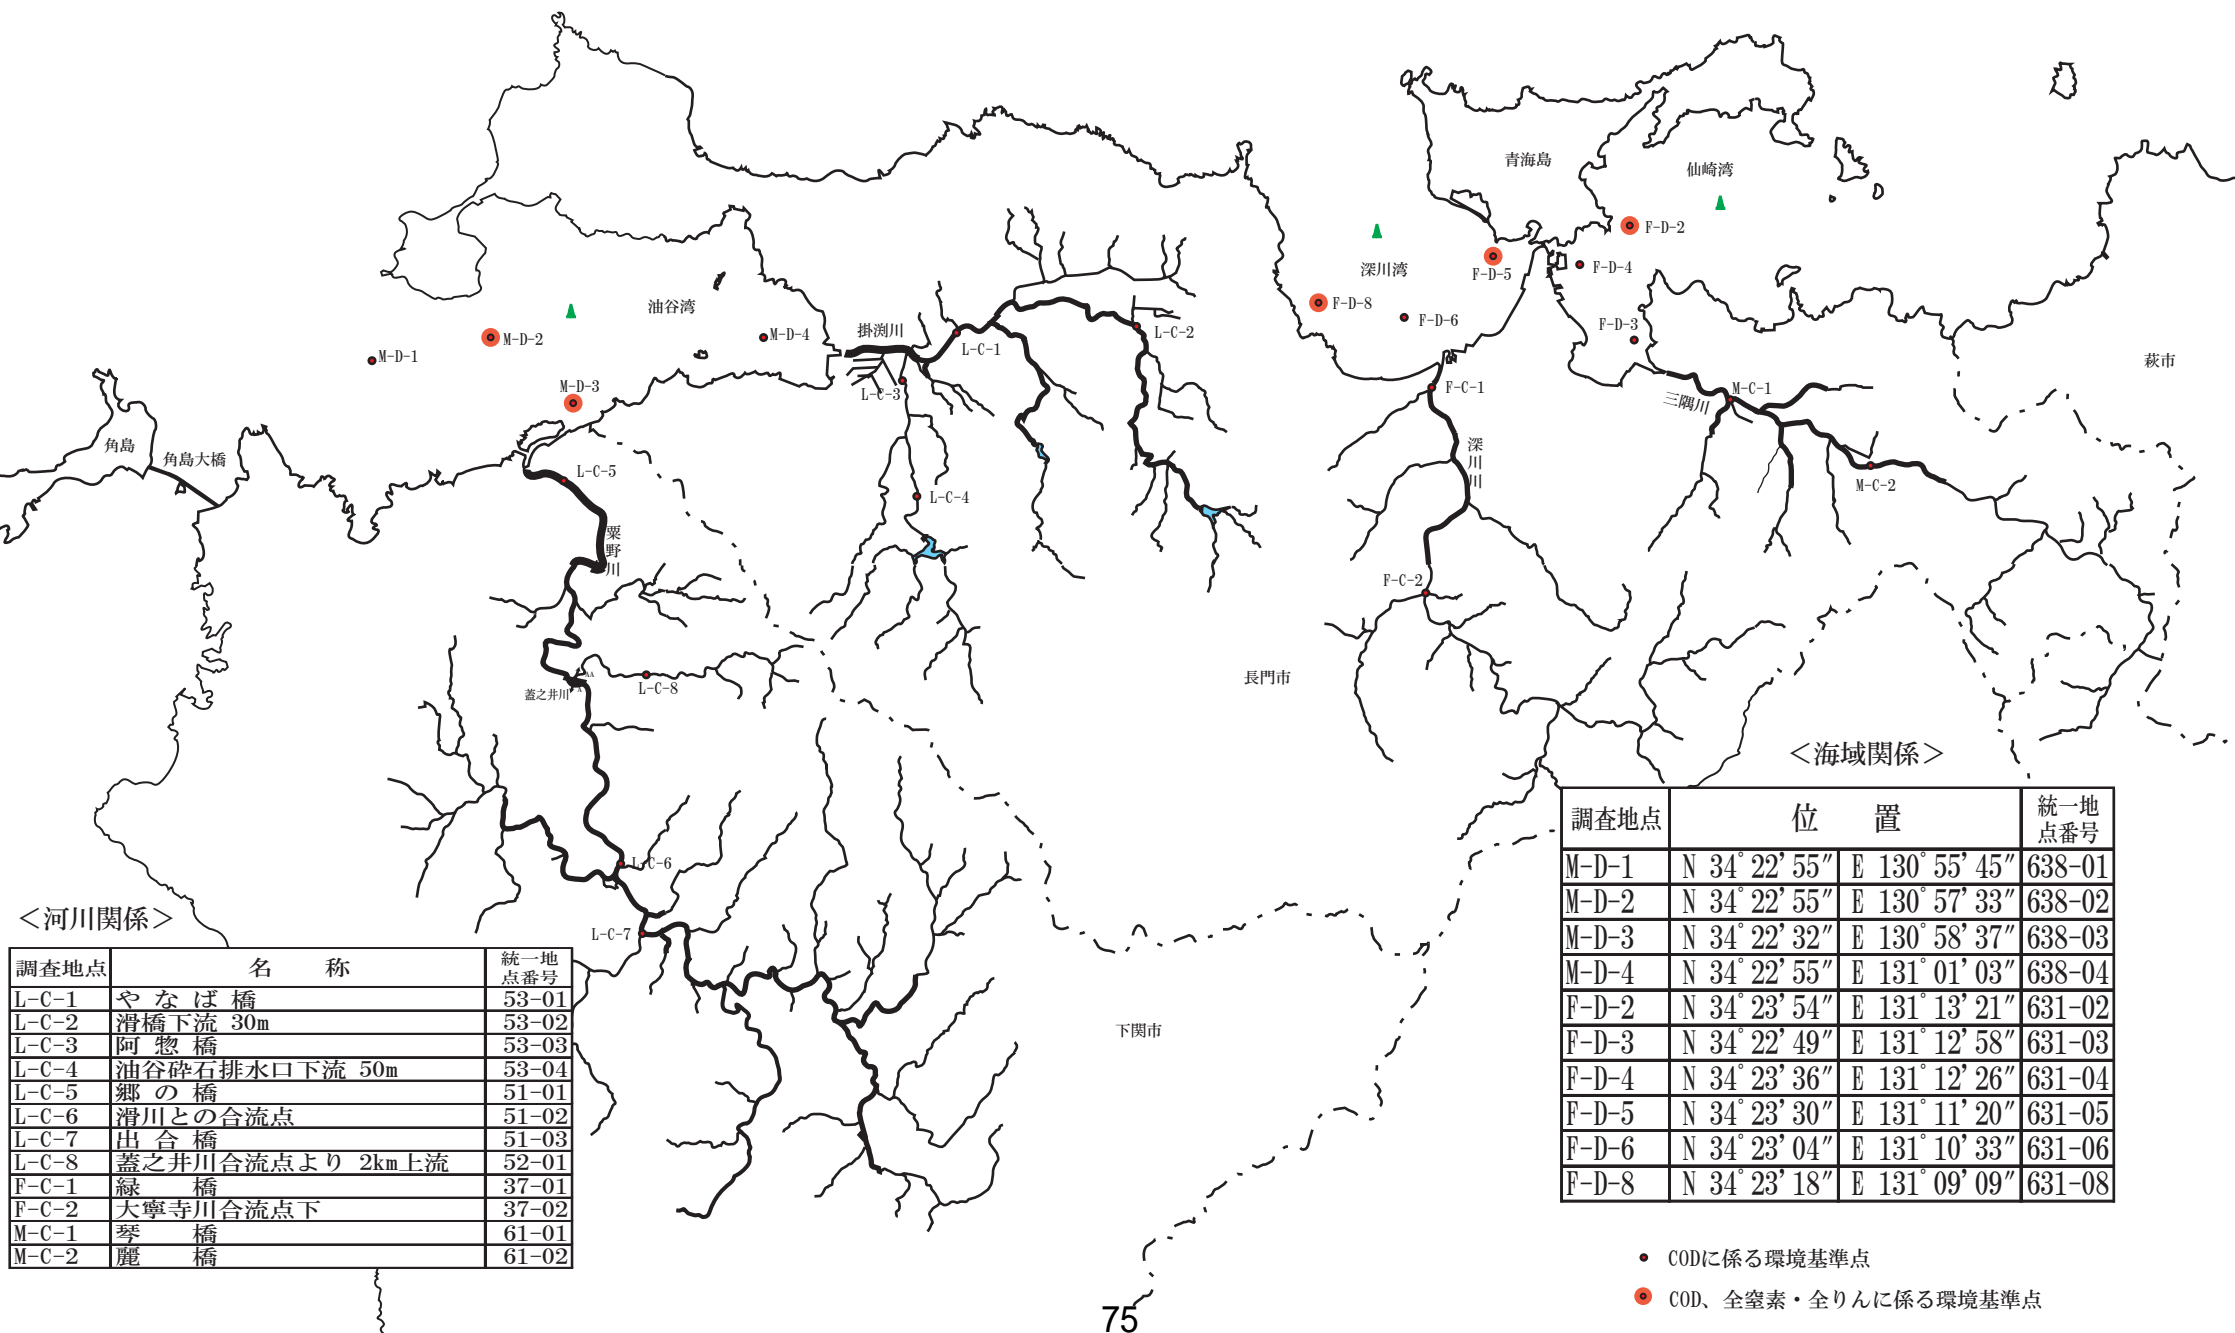 青海島
仙崎湾
F-D-2
F-D-4
F-D-5
深川湾
F-D-8
F-D-6
F-D-3
油谷湾
M-D-4
M-D-2
M-D-1
M-D-3
掛渕川
L-C-1
L-C-2
L-C-3
L-C-4
萩市
M-C-1
三隅川
M-C-2
F-C-1
深川川
F-C-2
角島
角島大橋
L-C-5
粟野川
L-C-8
蓋之井川
AA
A
長門市
L-C-6
L-C-7
下関市
＜河川関係＞
調査地点 名 称 統一地点番号
L-C-1 や な ば 橋 53-01
L-C-2 滑橋下流 30m 53-02
L-C-3 阿 惣 橋 53-03
L-C-4 油谷砕石排水口下流 50m 53-04
L-C-5 郷 の 橋 51-01
L-C-6 滑川との合流点 51-02
L-C-7 出 合 橋 51-03
L-C-8 蓋之井川合流点より 2km上流 52-01
F-C-1 緑 橋 37-01
F-C-2 大寧寺川合流点下 37-02
M-C-1 琴 橋 61-01
M-C-2 麗 橋 61-02
＜海域関係＞
調査地点 位 置 統一地点番号
M-D-1 N 34°22’55″ E 130°55’45″ 638-01
M-D-2 N 34°22’55″ E 130°57’33″ 638-02
M-D-3 N 34°22’32″ E 130°58’37″ 638-03
M-D-4 N 34°22’55″ E 131°01’03″ 638-04
F-D-2 N 34°23’54″ E 131°13’21″ 631-02
F-D-3 N 34°22’49″ E 131°12’58″ 631-03
F-D-4 N 34°23’36″ E 131°12’26″ 631-04
F-D-5 N 34°23’30″ E 131°11’20″ 631-05
F-D-6 N 34°23’04″ E 131°10’33″ 631-06
F-D-8 N 34°23’18″ E 131°09’09″ 631-08
CODに係る環境基準点
COD、全窒素・全りんに係る環境基準点
75